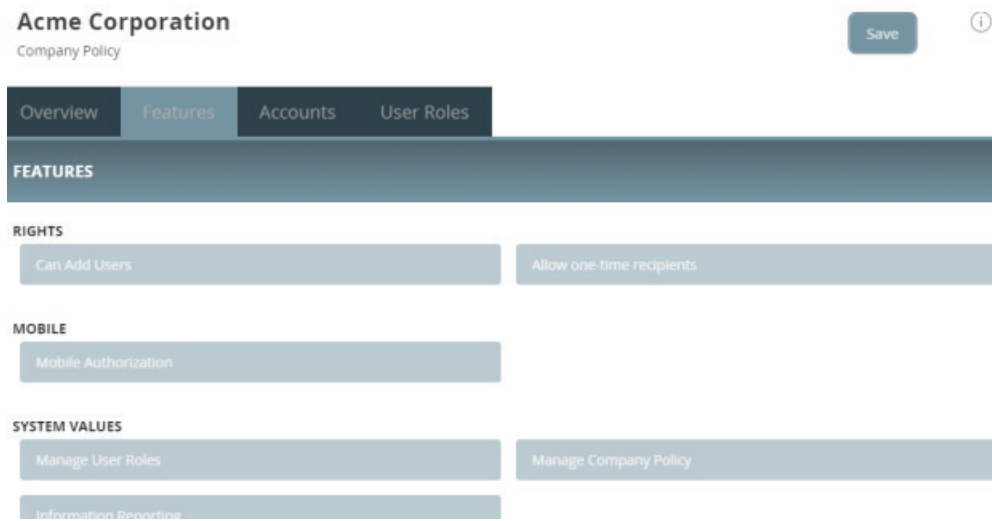 Acme Corporation
Save
Company Policy
Overview Features Accounts User Roles
FEATURES
RIGHTS
Can Add Users Allow one-time recipients
MOBILE
Mobile Authorization
SYSTEM VALUES
Manage User Roles Manage Company Policy
Information Reporting